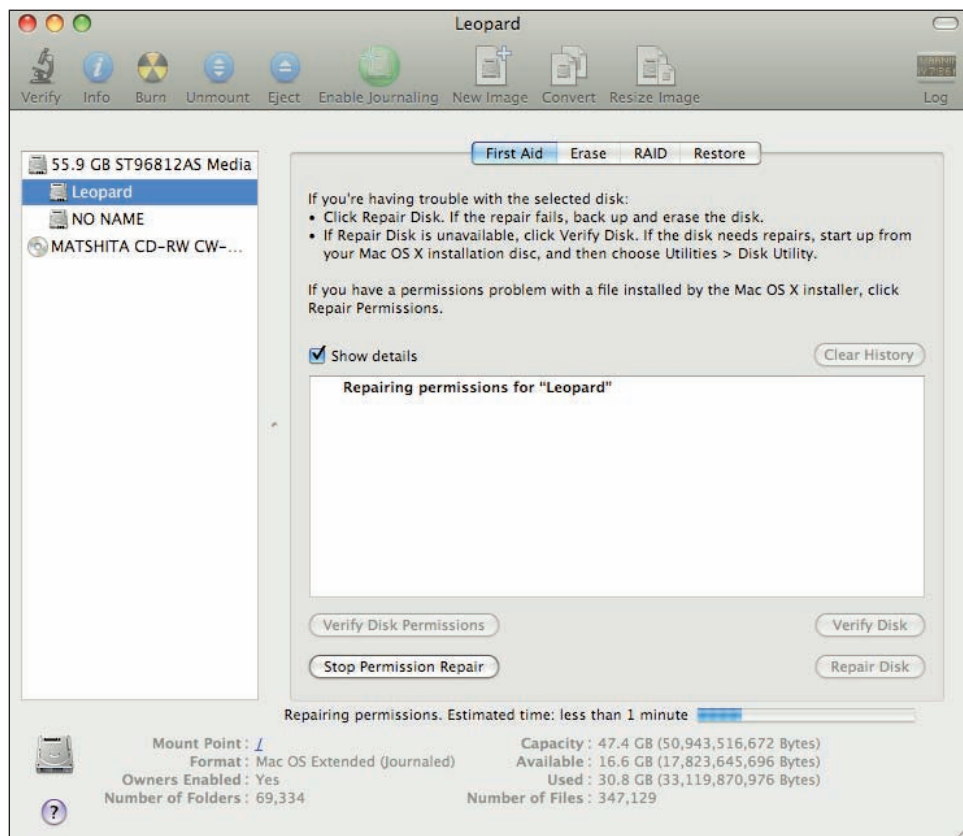 Leopard
Verify Info Burn Unmount Eject Enable Journaling New Image Convert Resize Image Log
55.9 GB ST96812AS Media
Leopard
NO NAME
MATSHITA CD-RW CW-...
First Aid Erase RAID Restore
If you're having trouble with the selected disk:
• Click Repair Disk. If the repair fails, back up and erase the disk.
• If Repair Disk is unavailable, click Verify Disk. If the disk needs repairs, start up from
your Mac OS X installation disc, and then choose Utilities > Disk Utility.
If you have a permissions problem with a file installed by the Mac OS X installer, click
Repair Permissions.
Show details
Clear History
Repairing permissions for “Leopard”
Verify Disk Permissions Verify Disk
Stop Permission Repair Repair Disk
Repairing permissions. Estimated time: less than 1 minute
Mount Point : / Capacity : 47.4 GB (50,943,516,672 Bytes)
Format : Mac OS Extended (Journaled) Available : 16.6 GB (17,823,645,696 Bytes)
Owners Enabled : Yes Used : 30.8 GB (33,119,870,976 Bytes)
Number of Folders : 69,334 Number of Files : 347,129
?